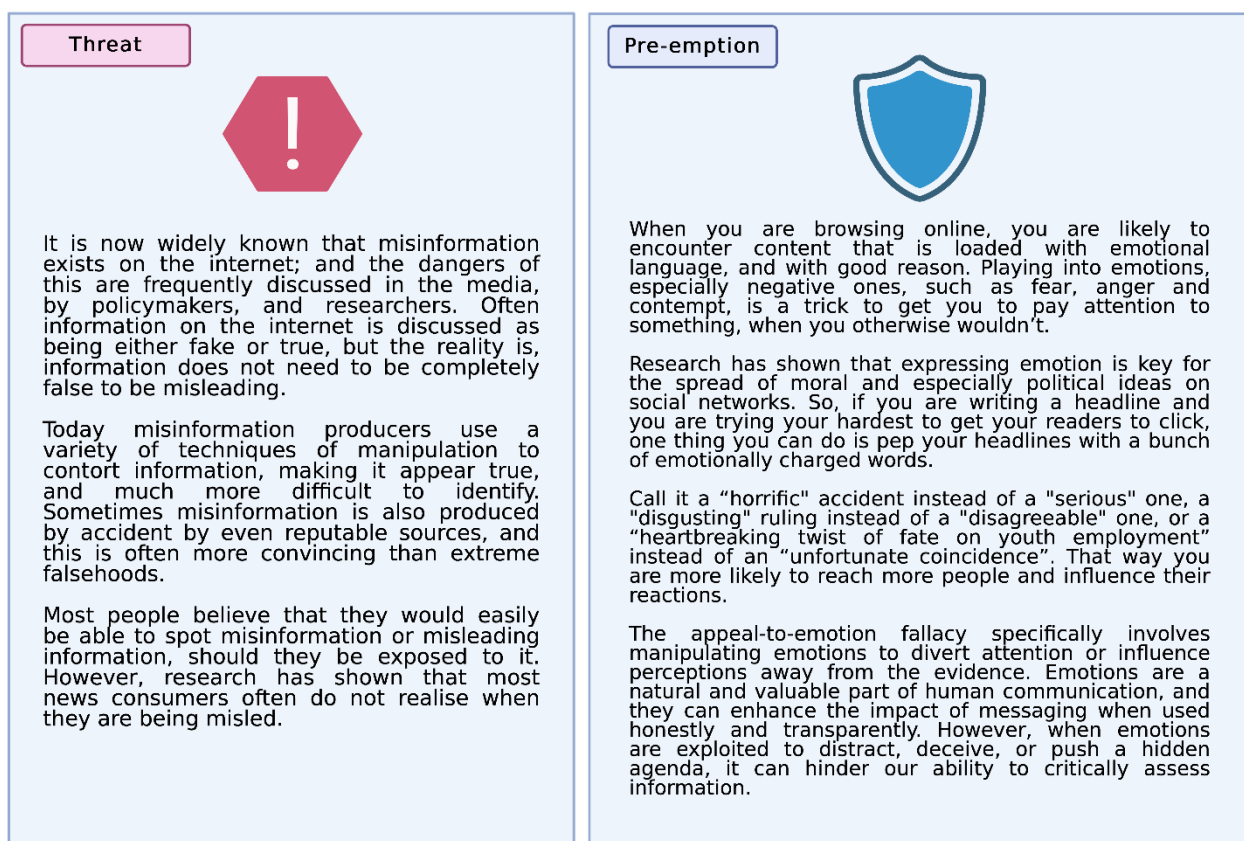 Threat
It is now widely known that misinformation
exists on the internet; and the dangers of
this are frequently discussed in the media,
by policymakers, and researchers. Often
information on the internet is discussed as
being either fake or true, but the reality is,
information does not need to be completely
false to be misleading.
Today misinformation producers use a
variety of techniques of manipulation to
contort information, making it appear true,
and much more difficult to identify.
Sometimes misinformation is also produced
by accident by even reputable sources, and
this is often more convincing than extreme
falsehoods.
Most people believe that they would easily
be able to spot misinformation or misleading
information, should they be exposed to it.
However, research has shown that most
news consumers often do not realise when
they are being misled.
Pre-emption
When you are browsing online, you are likely to
encounter content that is loaded with emotional
language, and with good reason. Playing into emotions,
especially negative ones, such as fear, anger and
contempt, is a trick to get you to pay attention to
something, when you otherwise wouldn’t.
Research has shown that expressing emotion is key for
the spread of moral and especially political ideas on
social networks. So, if you are writing a headline and
you are trying your hardest to get your readers to click,
one thing you can do is pep your headlines with a bunch
of emotionally charged words.
Call it a “horrific" accident instead of a "serious" one, a
"disgusting" ruling instead of a "disagreeable" one, or a
“heartbreaking twist of fate on youth employment”
instead of an “unfortunate coincidence”. That way you
are more likely to reach more people and influence their
reactions.
The appeal-to-emotion fallacy specifically involves
manipulating emotions to divert attention or influence
perceptions away from the evidence. Emotions are a
natural and valuable part of human communication, and
they can enhance the impact of messaging when used
honestly and transparently. However, when emotions
are exploited to distract, deceive, or push a hidden
agenda, it can hinder our ability to critically assess
information.